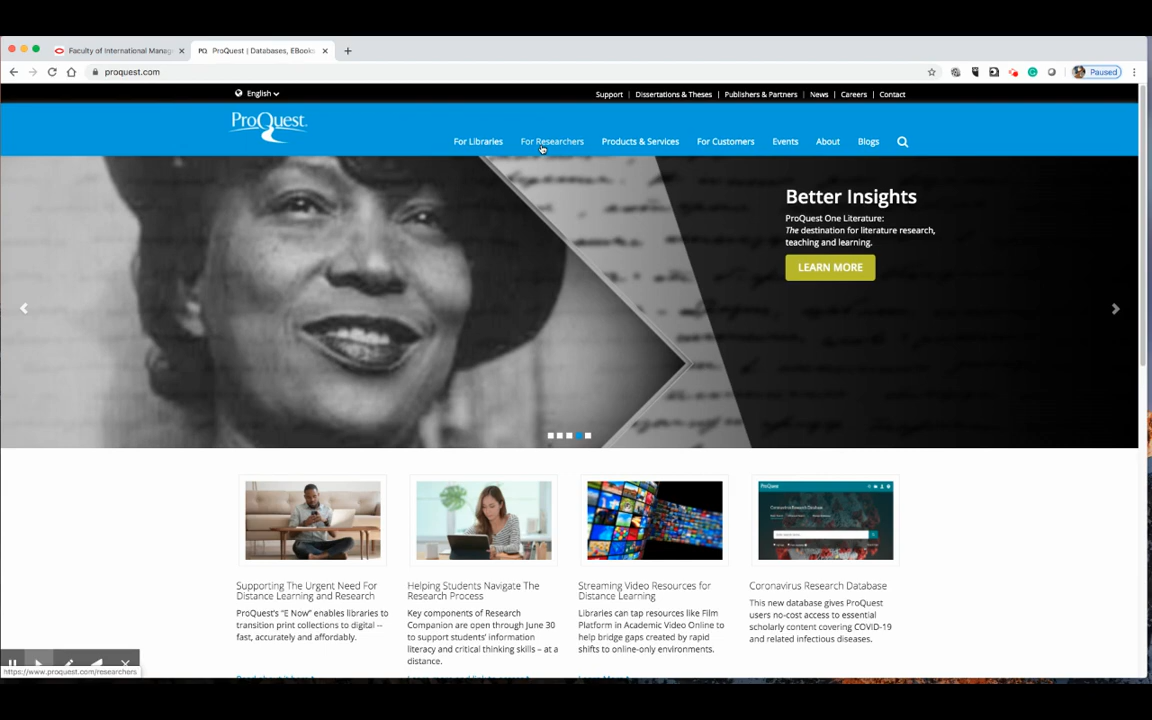 Faculty of International Manag
ProQuest | Databases, EBooks
proquest.com
Paused
English
Support | Dissertations & Theses | Publishers & Partners | News | Careers | Contact
ProQuest
For Libraries
For Researchers
Products & Services
For Customers
Events
About
Blogs
Better Insights
ProQuest One Literature:
The destination for literature research,
teaching and learning.
LEARN MORE
Supporting The Urgent Need For
Distance Learning and Research
ProQuest's "E Now" enables libraries to
transition print collections to digital --
fast, accurately and affordably.
Helping Students Navigate The
Research Process
Key components of Research
Companion are open through June 30
to support students' information
literacy and critical thinking skills – at a
distance.
Streaming Video Resources for
Distance Learning
Libraries can tap resources like Film
Platform in Academic Video Online to
help bridge gaps created by rapid
shifts to online-only environments.
Coronavirus Research Database
This new database gives ProQuest
users no-cost access to essential
scholarly content covering COVID-19
and related infectious diseases.
https://www.proquest.com/researchers